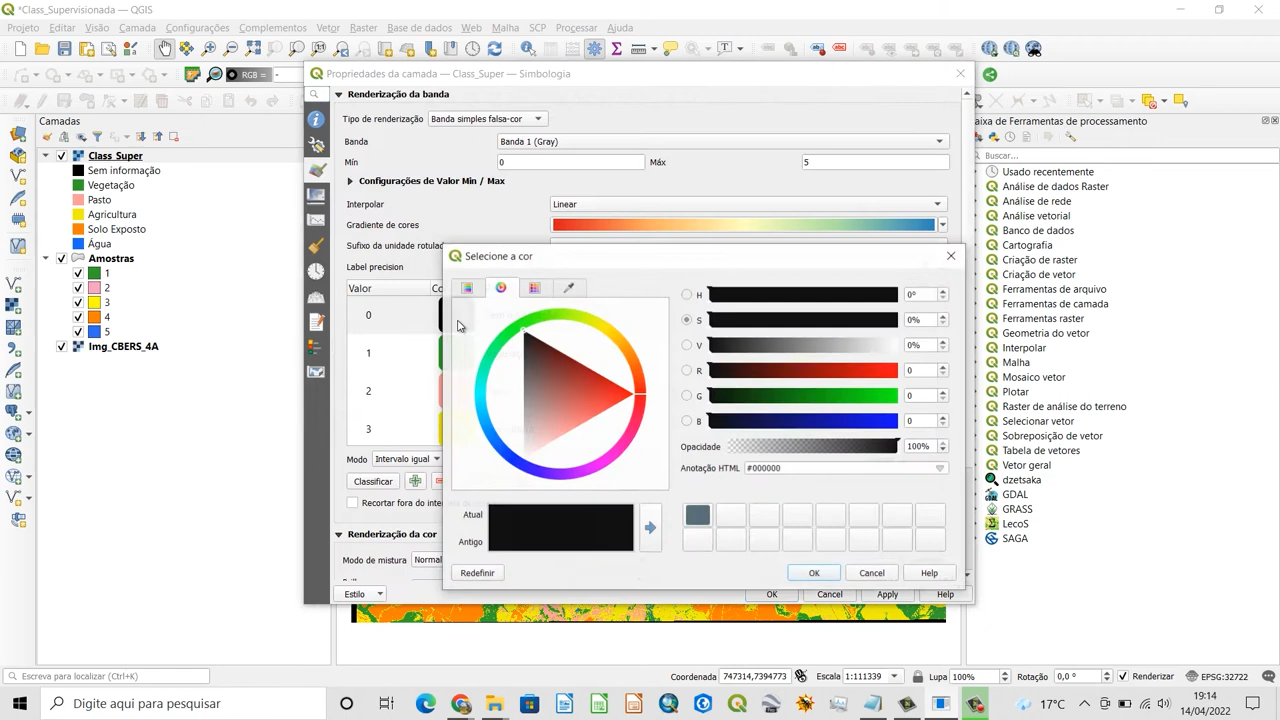 *Class_Supervisionada — QGIS
Projeto Editar Visão Camada Configurações Complementos Vetor Raster Base de dados Web Malha SCP Processar Ajuda
RGB = -
Camadas
Class_Super
Sem informação
Vegetação
Pasto
Agricultura
Solo Exposto
Água
Amostras
1
2
3
4
5
Img_CBERS_4A
Propriedades da camada — Class_Super — Simbologia
Renderização da banda
Tipo de renderização Banda simples falsa-cor
Banda Banda 1 (Gray)
Mín 0 Máx 5
Configurações de Valor Min / Max
Interpolar Linear
Gradiente de cores
Sufixo da unidade rotula
Label precision
Valor Co
0
1
2
3
Modo Intervalo igual
Classificar
Recortar fora do inte
Renderização da cor
Modo de mistura Normal
Estilo OK Cancel Apply Help
Selecione a cor
H 0°
S 0%
V 0%
R 0
G 0
B 0
Opacidade 100%
Anotação HTML #000000
Atual
Antigo
Redefinir OK Cancel Help
aixa de Ferramentas de processamento
Buscar...
Usado recentemente
Análise de dados Raster
Análise de rede
Análise vetorial
Banco de dados
Cartografia
Criação de raster
Criação de vetor
Ferramentas de arquivo
Ferramentas de camada
Ferramentas raster
Geometria do vetor
Interpolar
Malha
Mosaico vetor
Plotar
Raster de análise do terreno
Selecionar vetor
Sobreposição de vetor
Tabela de vetores
Vetor geral
dzetsaka
GDAL
GRASS
LecoS
SAGA
Escreva para localizar (Ctrl+K) Coordenada 747314,7394773 Escala 1:111339 Lupa 100% Rotação 0,0 ° Renderizar EPSG:32722
Digite aqui para pesquisar 17°C 19:14
14/04/2022